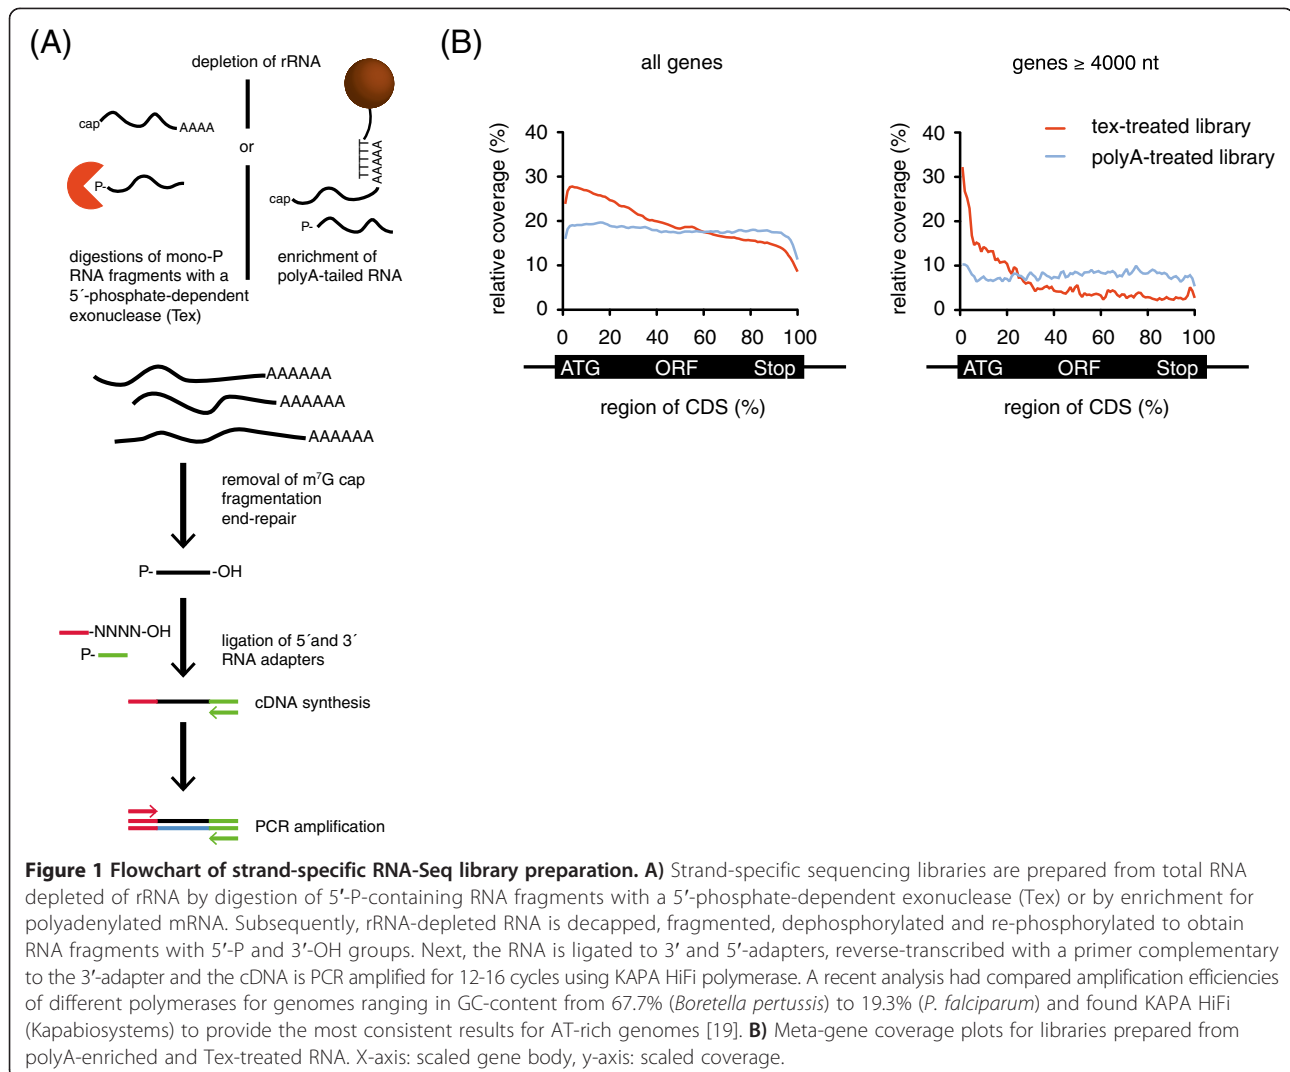 (A)
depletion of rRNA
cap
AAAA
or
P-
TTTTT
AAAAA
cap
P-
digestions of mono-P
RNA fragments with a
5´-phosphate-dependent
exonuclease (Tex)
enrichment of
polyA-tailed RNA
AAAAAA
AAAAAA
AAAAAA
removal of m⁷G cap
fragmentation
end-repair
P-
-OH
-NNNN-OH
P-
ligation of 5´and 3´
RNA adapters
cDNA synthesis
PCR amplification
(B)
all genes
relative coverage (%)
40
30
20
10
0
0 20 40 60 80 100
ATG ORF Stop
region of CDS (%)
genes ≥ 4000 nt
tex-treated library
polyA-treated library
relative coverage (%)
40
30
20
10
0
0 20 40 60 80 100
ATG ORF Stop
region of CDS (%)
Figure 1 Flowchart of strand-specific RNA-Seq library preparation. A) Strand-specific sequencing libraries are prepared from total RNA
depleted of rRNA by digestion of 5′-P-containing RNA fragments with a 5′-phosphate-dependent exonuclease (Tex) or by enrichment for
polyadenylated mRNA. Subsequently, rRNA-depleted RNA is decapped, fragmented, dephosphorylated and re-phosphorylated to obtain
RNA fragments with 5′-P and 3′-OH groups. Next, the RNA is ligated to 3′ and 5′-adapters, reverse-transcribed with a primer complementary
to the 3′-adapter and the cDNA is PCR amplified for 12-16 cycles using KAPA HiFi polymerase. A recent analysis had compared amplification efficiencies
of different polymerases for genomes ranging in GC-content from 67.7% (Boretella pertussis) to 19.3% (P. falciparum) and found KAPA HiFi
(Kapabiosystems) to provide the most consistent results for AT-rich genomes [19]. B) Meta-gene coverage plots for libraries prepared from
polyA-enriched and Tex-treated RNA. X-axis: scaled gene body, y-axis: scaled coverage.